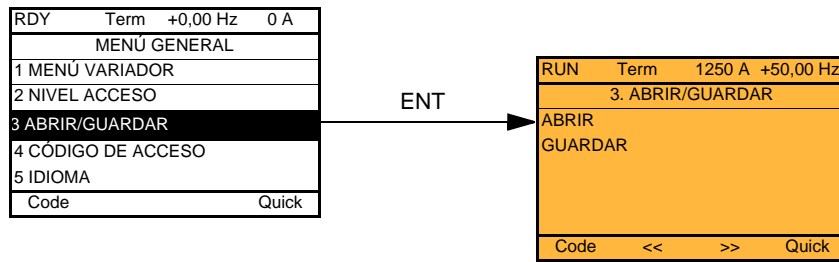 RDY Term +0,00 Hz 0 A
MENÚ GENERAL
1 MENÚ VARIADOR
2 NIVEL ACCESO
3 ABRIR/GUARDAR
4 CÓDIGO DE ACCESO
5 IDIOMA
Code Quick
ENT
RUN Term 1250 A +50,00 Hz
3. ABRIR/GUARDAR
ABRIR
GUARDAR
Code << >> Quick